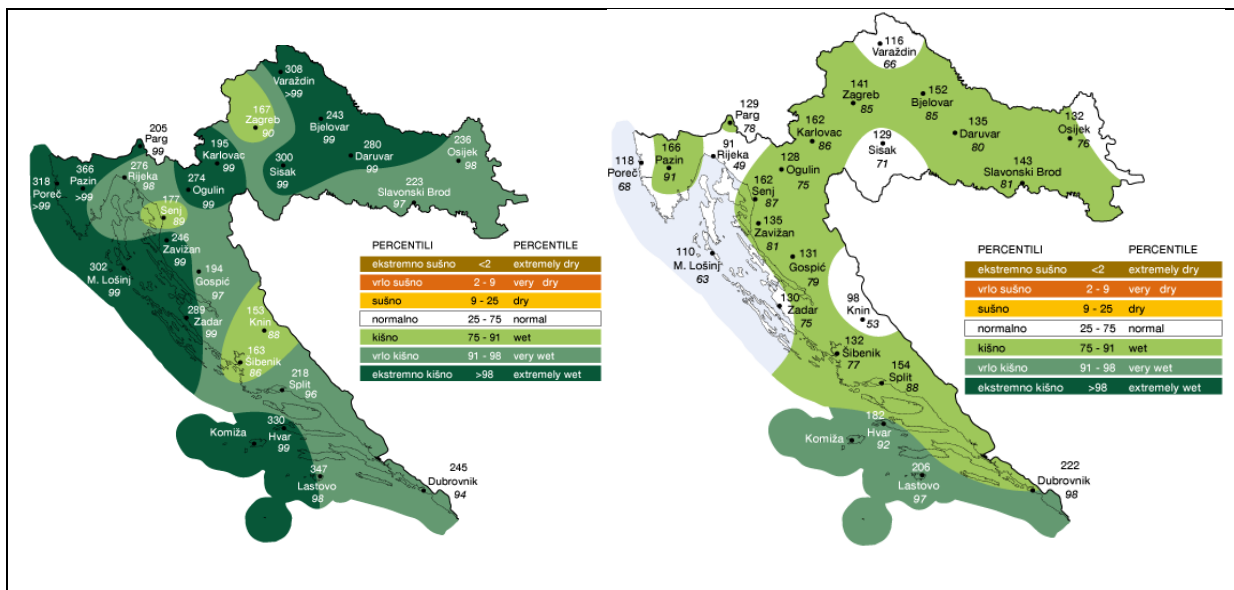 308
Varaždin
>99
167
Zagreb
90
243
Bjelovar
99
205
Parg
99
195
Karlovac
99
300
Sisak
99
280
Daruvar
99
236
Osijek
98
318
Poreč
>99
366
Pazin
>99
276
Rijeka
98
274
Ogulin
99
223
Slavonski Brod
97
177
Senj
89
246
Zavižan
99
302
M. Lošinj
99
194
Gospić
97
289
Zadar
99
153
Knin
88
163
Šibenik
86
218
Split
96
330
Hvar
99
Komiža
347
Lastovo
98
245
Dubrovnik
94
PERCENTILI PERCENTILE
ekstremno sušno <2 extremely dry
vrlo sušno 2 - 9 very dry
sušno 9 - 25 dry
normalno 25 - 75 normal
kišno 75 - 91 wet
vrlo kišno 91 - 98 very wet
ekstremno kišno >98 extremely wet
116
Varaždin
66
141
Zagreb
85
152
Bjelovar
85
129
Parg
78
162
Karlovac
86
129
Sisak
71
135
Daruvar
80
132
Osijek
76
118
Poreč
68
166
Pazin
91
91
Rijeka
49
128
Ogulin
75
143
Slavonski Brod
81
162
Senj
87
135
Zavižan
81
110
M. Lošinj
63
131
Gospić
79
130
Zadar
75
98
Knin
53
132
Šibenik
77
154
Split
88
182
Hvar
92
Komiža
206
Lastovo
97
222
Dubrovnik
98
PERCENTILI PERCENTILE
ekstremno sušno <2 extremely dry
vrlo sušno 2 - 9 very dry
sušno 9 - 25 dry
normalno 25 - 75 normal
kišno 75 - 91 wet
vrlo kišno 91 - 98 very wet
ekstremno kišno >98 extremely wet